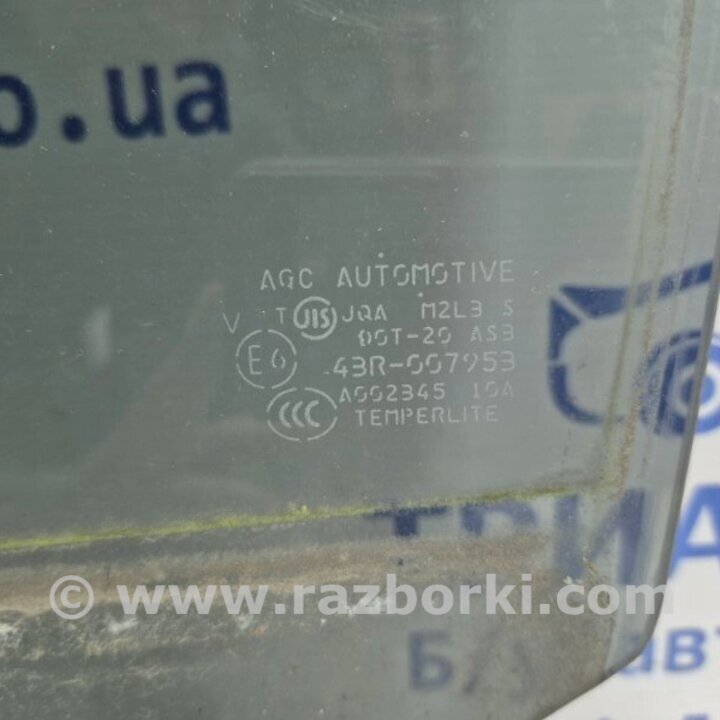 o.ua
AGC AUTOMOTIVE
V T JIS JQA M2L3 S
DOT-20 AS3
E6 43R-007953
A002345 10A
CCC TEMPERLITE
© www.razborki.com
Б/У авт